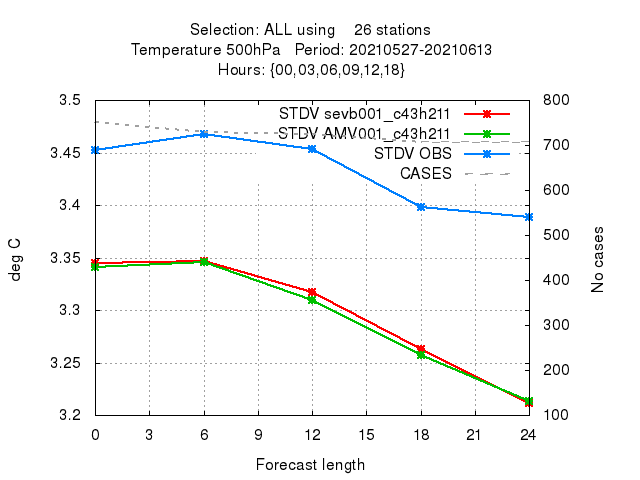 Selection: ALL using 26 stations
Temperature 500hPa Period: 20210527-20210613
Hours: {00,03,06,09,12,18}
3.5
3.45
3.4
3.35
3.3
3.25
3.2
deg C
STDV sevb001_c43h211
STDV AMV001_c43h211
STDV OBS
CASES
800
700
600
500
400
300
200
100
No cases
0 3 6 9 12 15 18 21 24
Forecast length